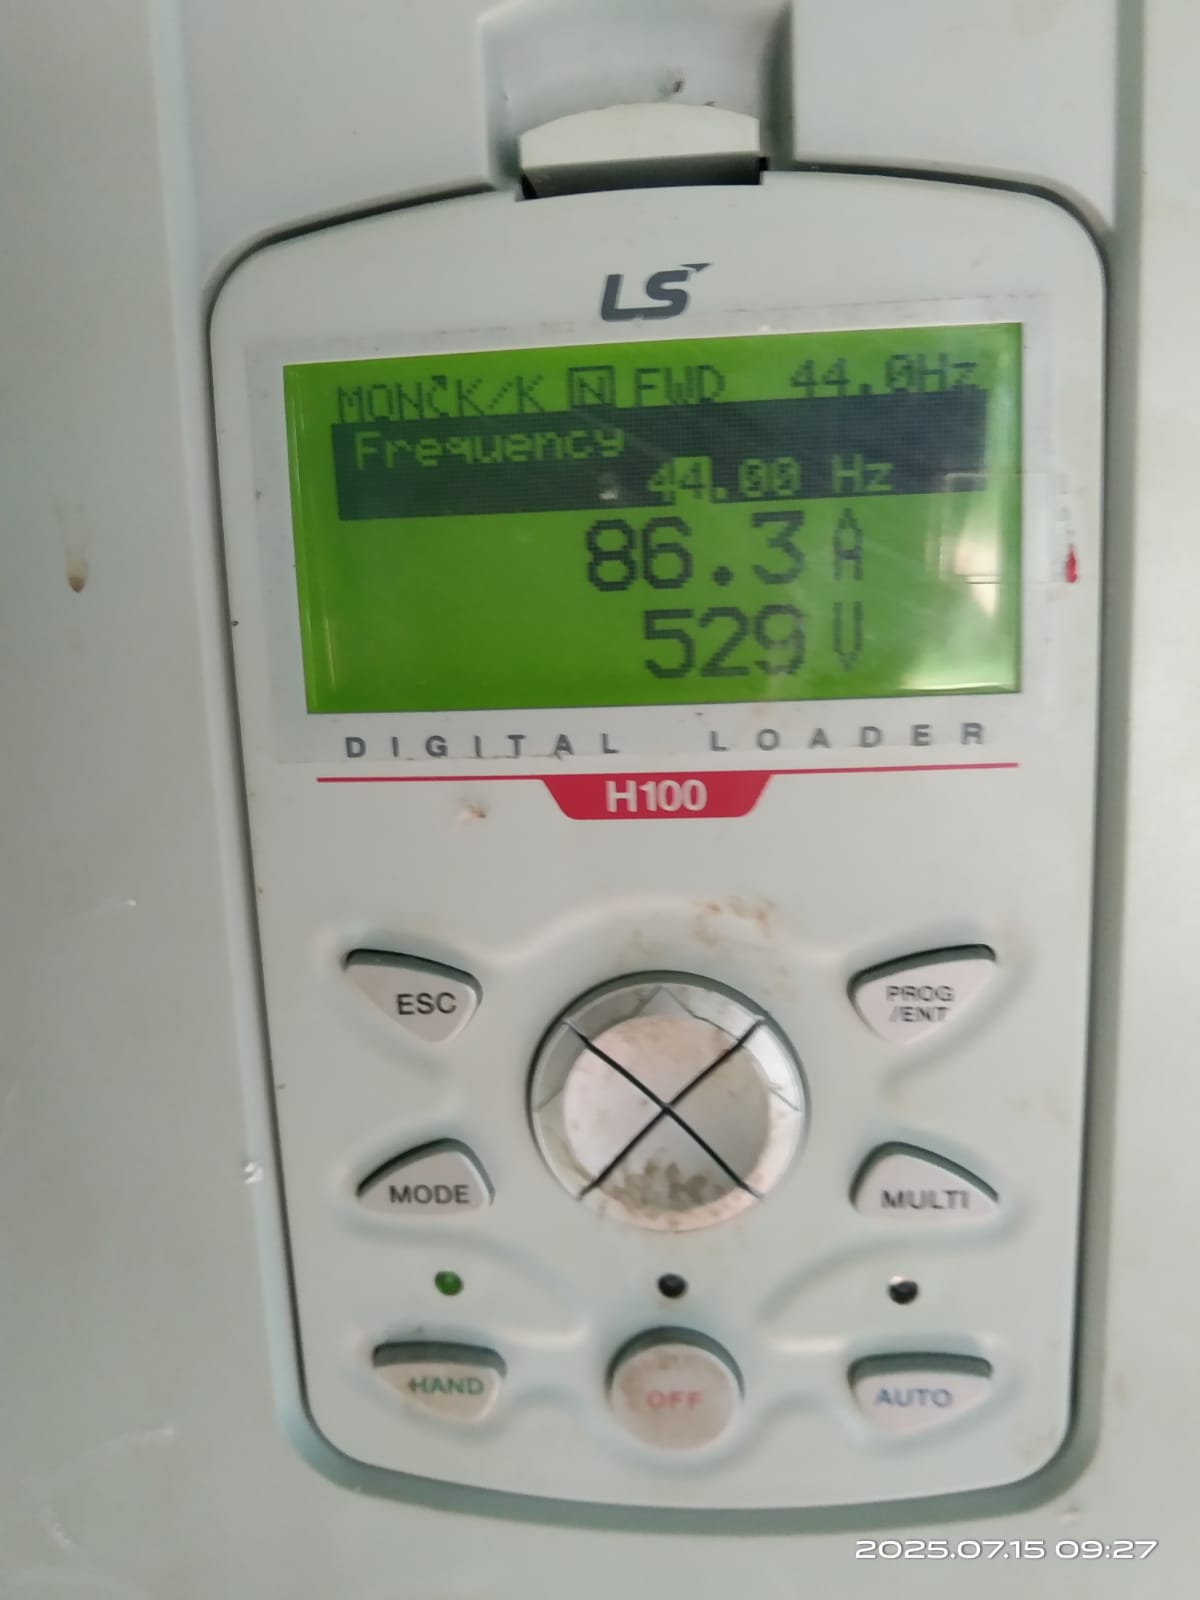 LS
MON K/K N FWD 44.0Hz
Frequency
44.00 Hz
86.3 A
529 V
DIGITAL LOADER
H100
ESC
PROG
/ENT
MODE
MULTI
HAND
OFF
AUTO
2025.07.15 09:27